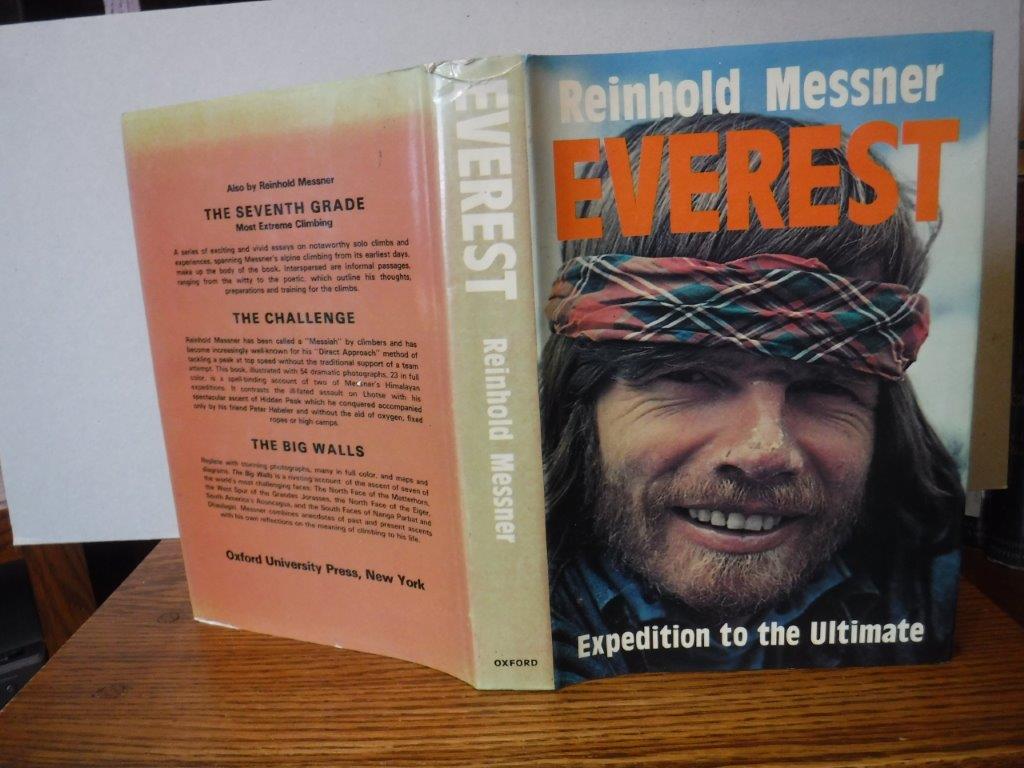 Also by Reinhold Messner
THE SEVENTH GRADE
Most Extreme Climbing
A series of exciting and vivid essays on noteworthy solo climbs and
experiences, spanning Messner's alpine climbing from its earliest days,
make up the body of the book. Interspersed are informal passages,
ranging from the witty to the poetic, which outline his thoughts,
preparations and training for the climbs.
THE CHALLENGE
Reinhold Messner has been called a "Messiah" by climbers and has
become increasingly well-known for his "Direct Approach" method of
tackling a peak at top speed without the traditional support of a team
attempt. This book, illustrated with 54 dramatic photographs, 23 in full
color, is a spell-binding account of two of Messner's Himalayan
expeditions. It contrasts the ill-fated assault on Lhotse with his
spectacular ascent of Hidden Peak which he conquered accompanied
only by his friend Peter Habeler and without the aid of oxygen, fixed
ropes or high camps.
THE BIG WALLS
Replete with stunning photographs, many in full color, and maps and
diagrams, The Big Walls is a riveting account of the ascent of seven of
the world's most challenging faces: The North Face of the Matterhorn,
the West Spur of the Grandes Jorasses, the North Face of the Eiger,
South America's Aconcagua, and the South Faces of Nanga Parbat and
Dhaulagiri. Messner combines anecdotes of past and present ascents
with his own reflections on the meaning of climbing to his life.
Oxford University Press, New York
EVEREST
Reinhold Messner
OXFORD
Reinhold Messner
EVEREST
Expedition to the Ultimate